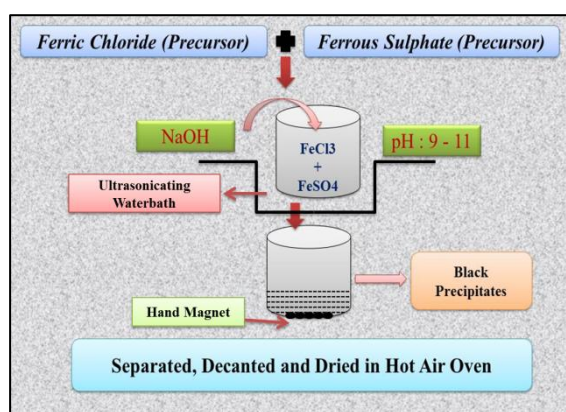 Ferric Chloride (Precursor)
Ferrous Sulphate (Precursor)
NaOH
FeCl3
+
FeSO4
pH : 9 - 11
Ultrasonicating
Waterbath
Black
Precipitates
Hand Magnet
Separated, Decanted and Dried in Hot Air Oven